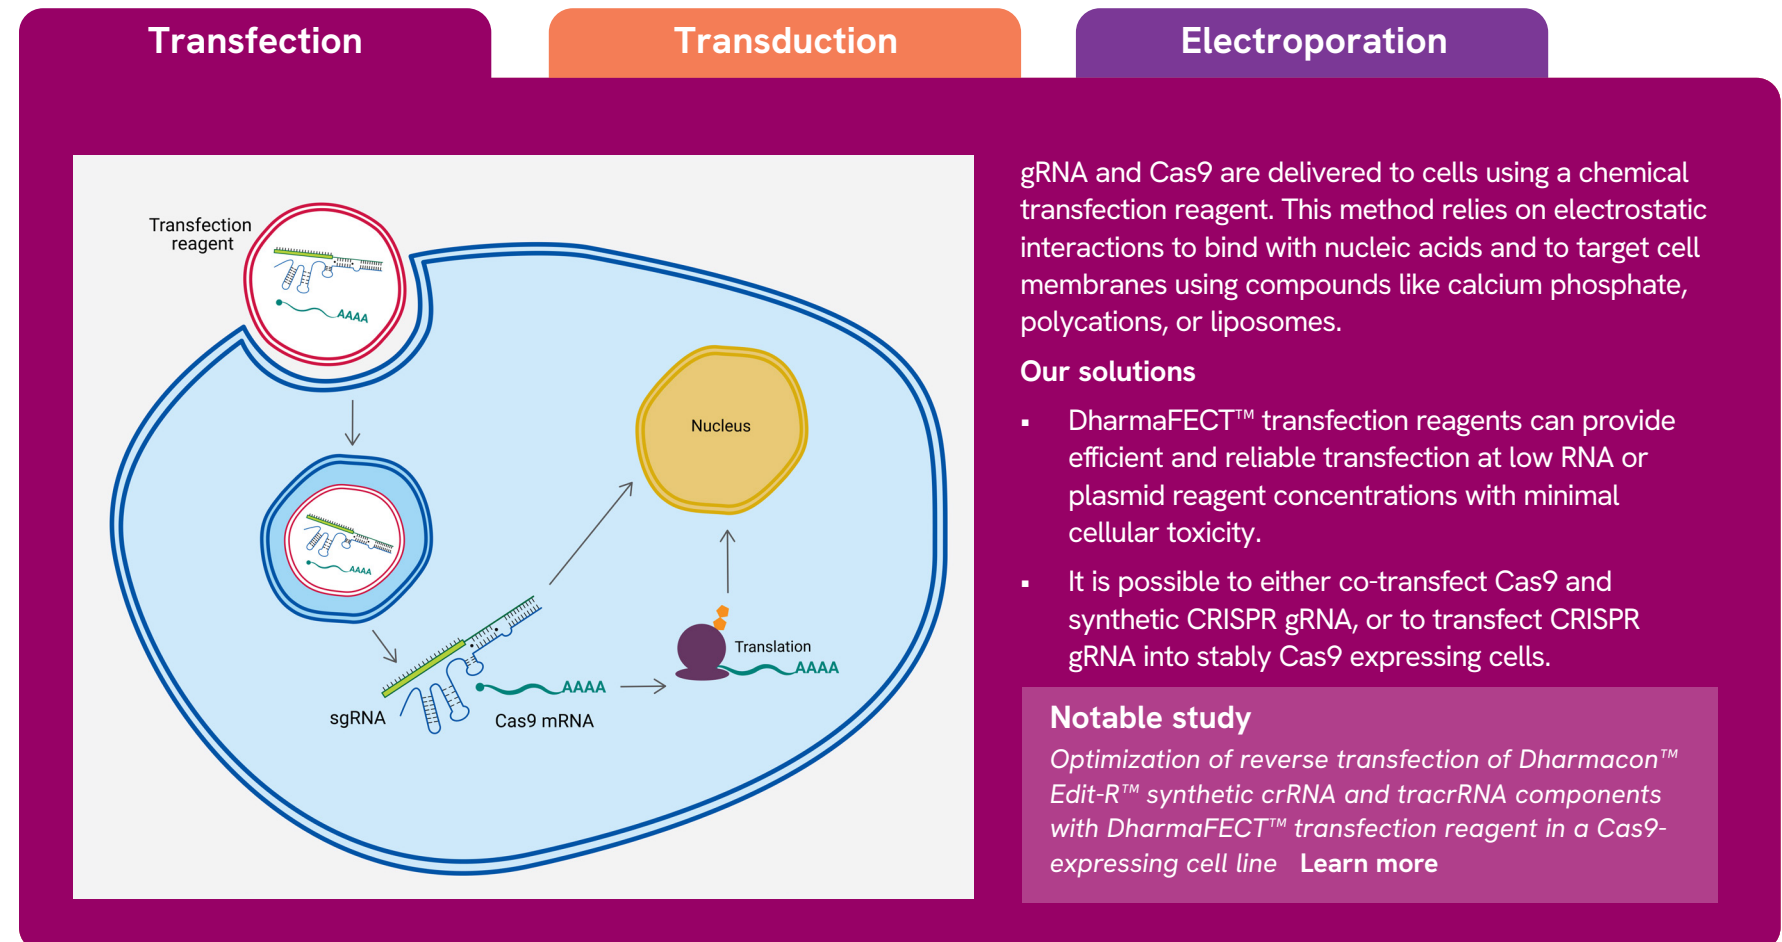 Transfection
Transduction
Electroporation
Transfection
reagent
AAAA
AAAA
Nucleus
Translation
AAAA
AAAA
sgRNA
Cas9 mRNA
gRNA and Cas9 are delivered to cells using a chemical
transfection reagent. This method relies on electrostatic
interactions to bind with nucleic acids and to target cell
membranes using compounds like calcium phosphate,
polycations, or liposomes.
Our solutions
▪ DharmaFECT™ transfection reagents can provide
efficient and reliable transfection at low RNA or
plasmid reagent concentrations with minimal
cellular toxicity.
▪ It is possible to either co-transfect Cas9 and
synthetic CRISPR gRNA, or to transfect CRISPR
gRNA into stably Cas9 expressing cells.
Notable study
Optimization of reverse transfection of Dharmacon™
Edit-R™ synthetic crRNA and tracrRNA components
with DharmaFECT™ transfection reagent in a Cas9-
expressing cell line Learn more